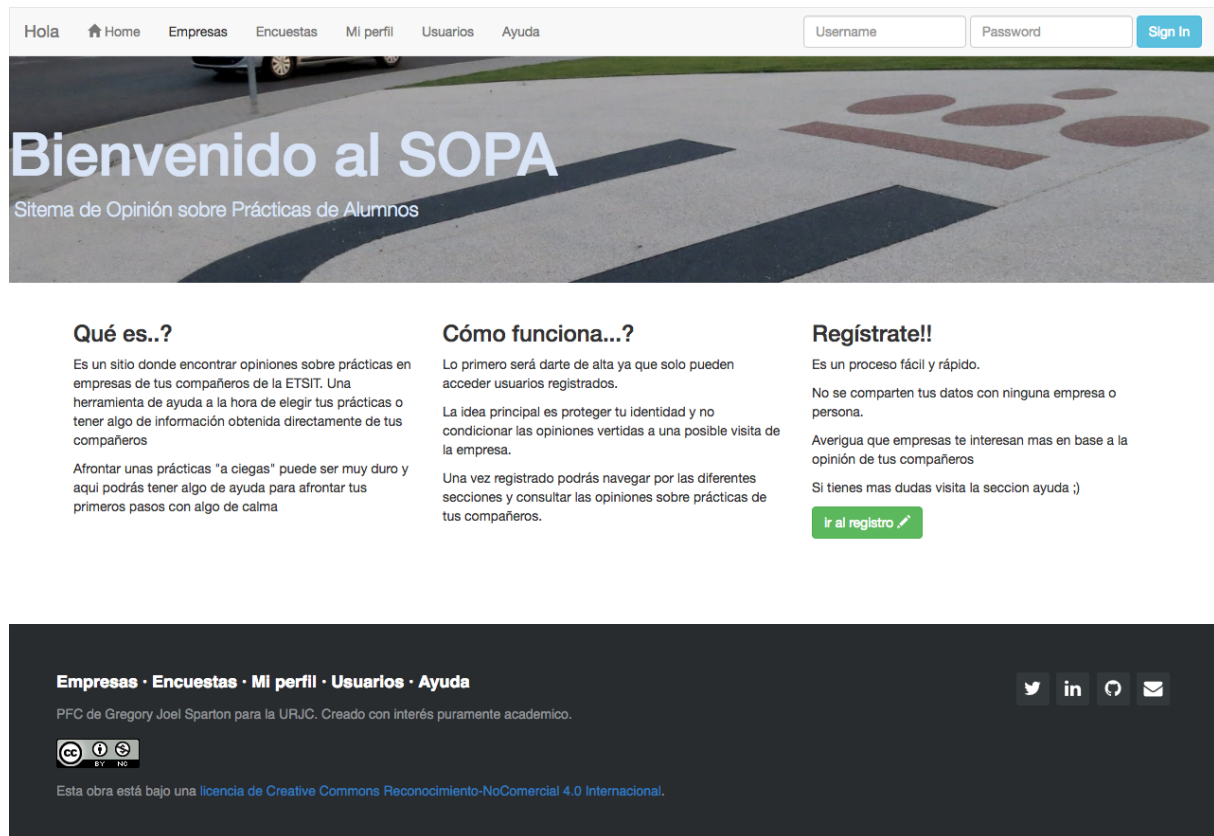 Hola Home Empresas Encuestas Mi perfil Usuarios Ayuda Username Password Sign In
Bienvenido al SOPA
Sitema de Opinión sobre Prácticas de Alumnos
Qué es..?
Es un sitio donde encontrar opiniones sobre prácticas en
empresas de tus compañeros de la ETSIT. Una
herramienta de ayuda a la hora de elegir tus prácticas o
tener algo de información obtenida directamente de tus
compañeros
Afrontar unas prácticas "a ciegas" puede ser muy duro y
aqui podrás tener algo de ayuda para afrontar tus
primeros pasos con algo de calma
Cómo funciona...?
Lo primero será darte de alta ya que solo pueden
acceder usuarios registrados.
La idea principal es proteger tu identidad y no
condicionar las opiniones vertidas a una posible visita de
la empresa.
Una vez registrado podrás navegar por las diferentes
secciones y consultar las opiniones sobre prácticas de
tus compañeros.
Regístrate!!
Es un proceso fácil y rápido.
No se comparten tus datos con ninguna empresa o
persona.
Averigua que empresas te interesan mas en base a la
opinión de tus compañeros
Si tienes mas dudas visita la seccion ayuda ;)
Ir al registro
Empresas · Encuestas · Mi perfil · Usuarios · Ayuda
in
PFC de Gregory Joel Sparton para la URJC. Creado con interés puramente academico.
cc BY NC
Esta obra está bajo una licencia de Creative Commons Reconocimiento-NoComercial 4.0 Internacional.